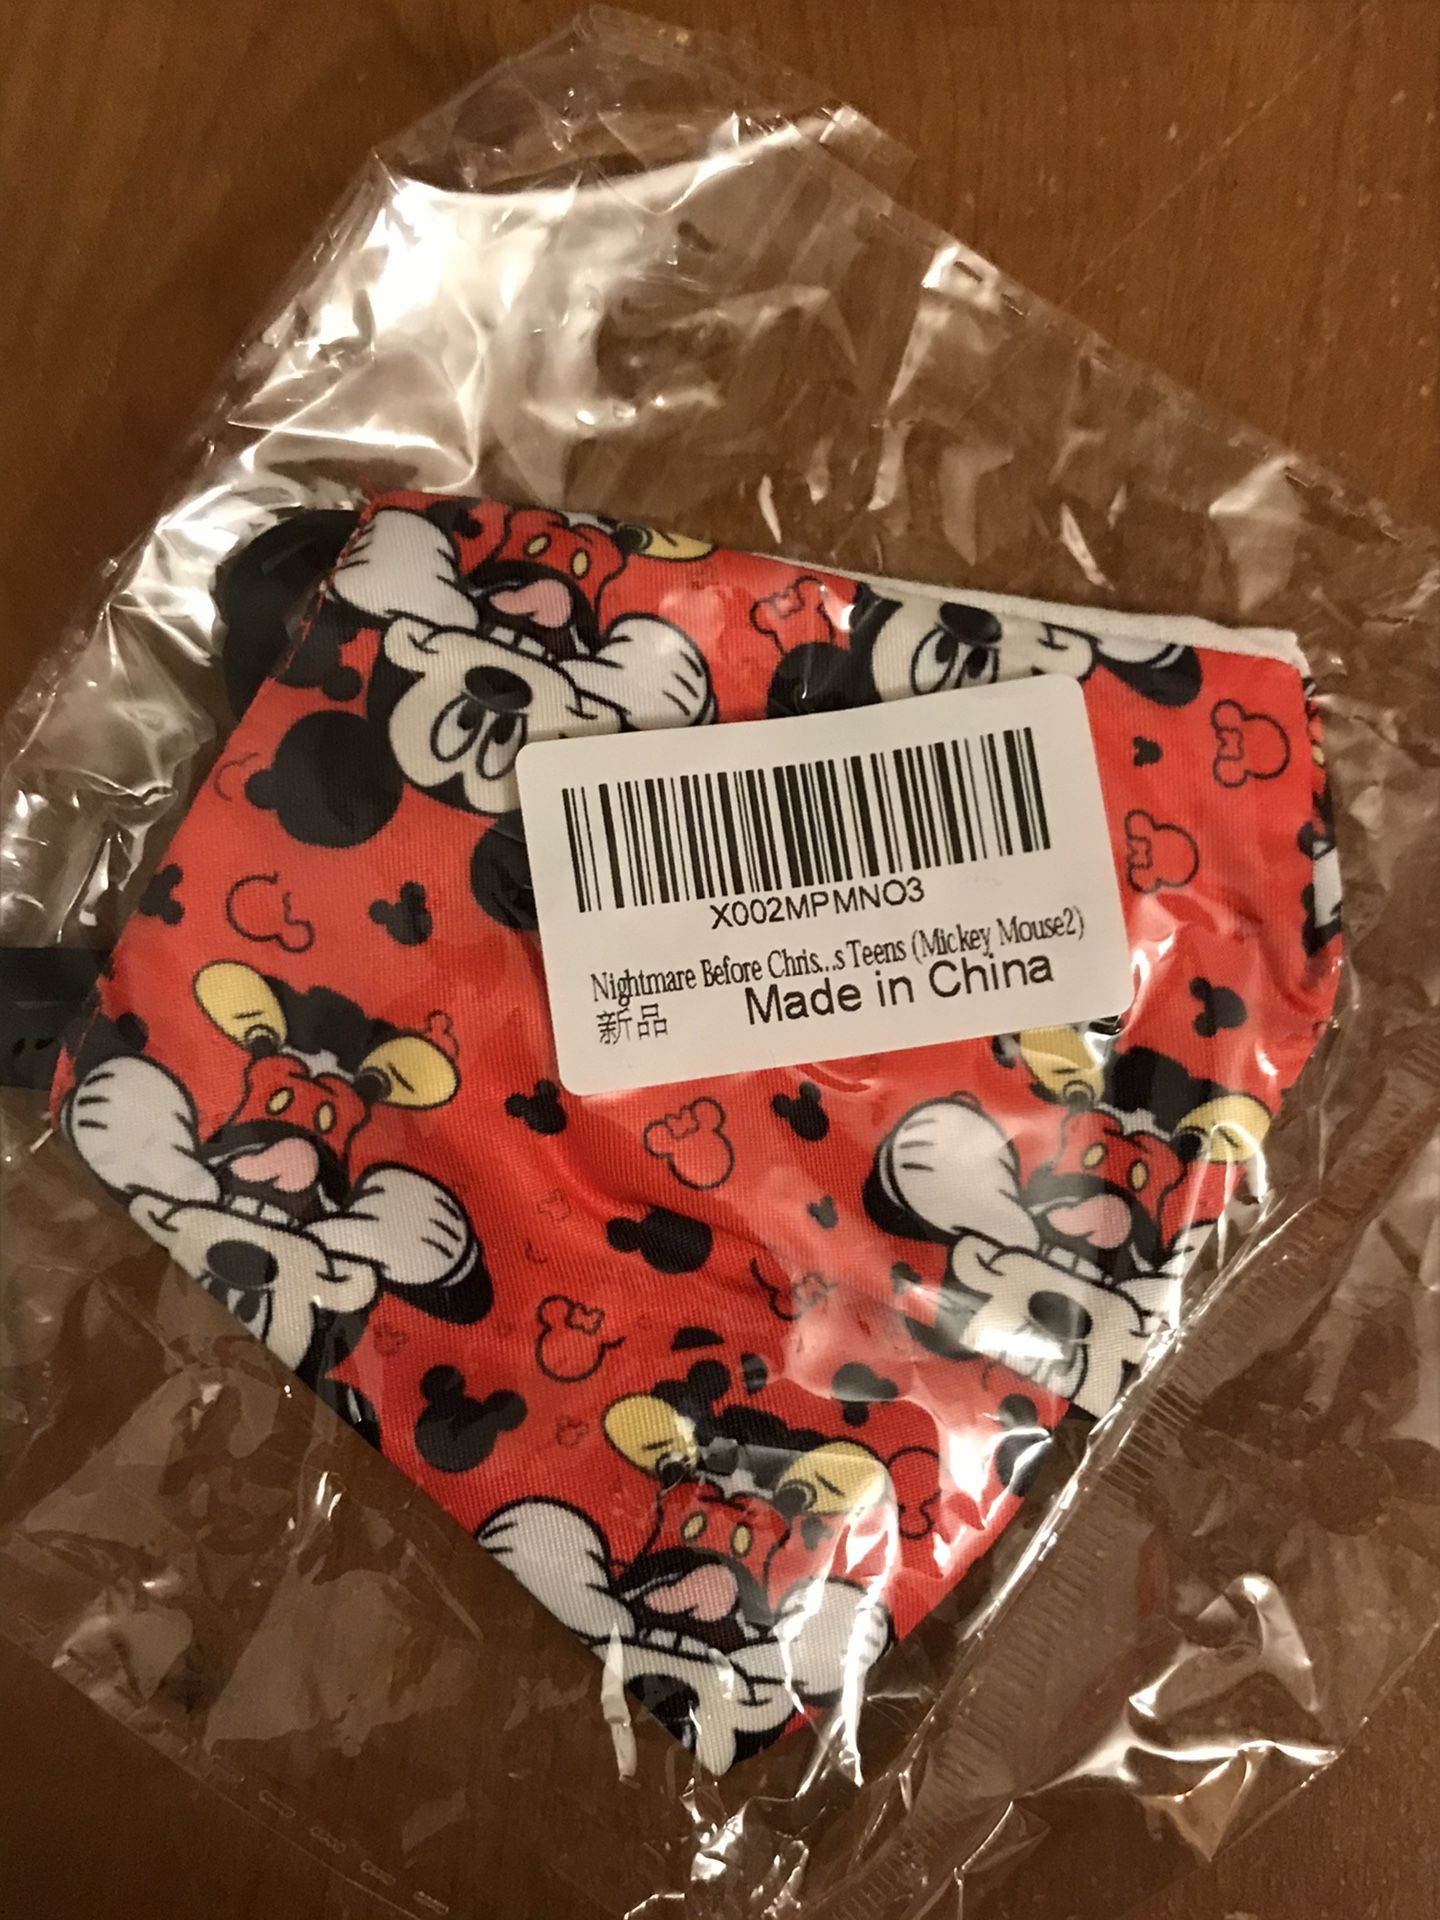 X002MPMNO3
Nightmare Before Chris...s Teens (Mickey Mouse2)
新品 Made in China